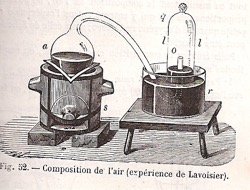 q
l l
a
o
r
s
Fig. 52. — Composition de l'air (expérience de Lavoisier).